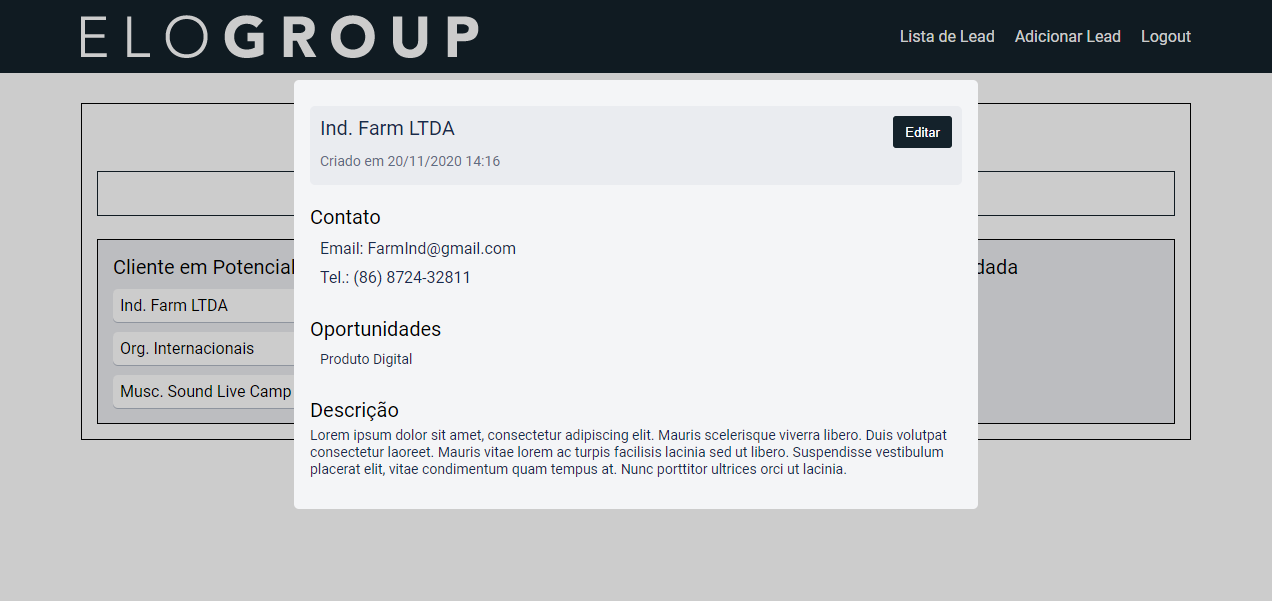 ELOGROUP
Lista de Lead Adicionar Lead Logout
Ind. Farm LTDA
Editar
Criado em 20/11/2020 14:16
Contato
Email: FarmInd@gmail.com
Tel.: (86) 8724-32811
Oportunidades
Produto Digital
Descrição
Lorem ipsum dolor sit amet, consectetur adipiscing elit. Mauris scelerisque viverra libero. Duis volutpat
consectetur laoreet. Mauris vitae lorem ac turpis facilisis lacinia sed ut libero. Suspendisse vestibulum
placerat elit, vitae condimentum quam tempus at. Nunc porttitor ultrices orci ut lacinia.
Cliente em Potencial
Ind. Farm LTDA
Org. Internacionais
Musc. Sound Live Camp